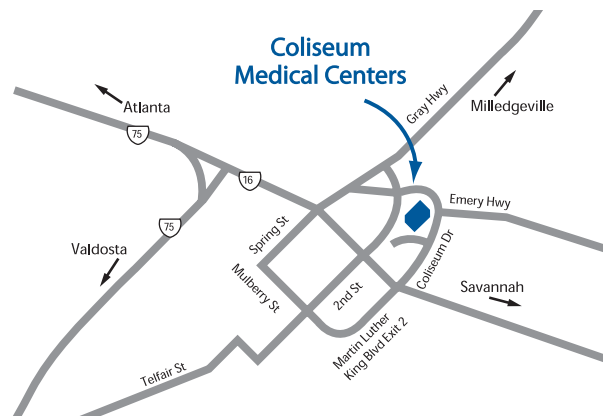 Coliseum
Medical Centers
Atlanta
Gray Hwy
Milledgeville
75
16
Emery Hwy
75
Valdosta
Spring St
Coliseum Dr
Mulberry St
2nd St
Savannah
Martin Luther
King Blvd Exit 2
Telfair St